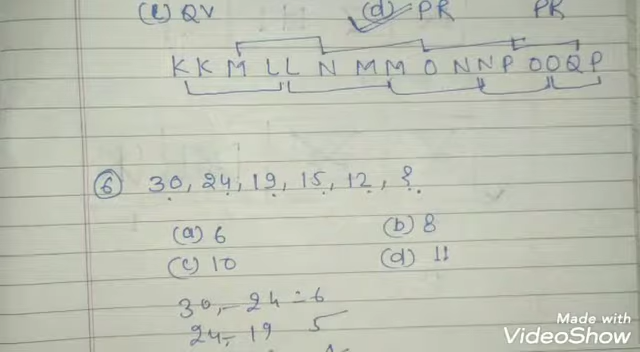 (c) QV (d) PR PR
K K M L L N M M M O N N P O O Q P
6 30, 24, 19, 15, 12, ?
(a) 6 (b) 8
(c) 10 (d) 11
30, - 24 = 6
24 - 19 5
Made with
VideoShow